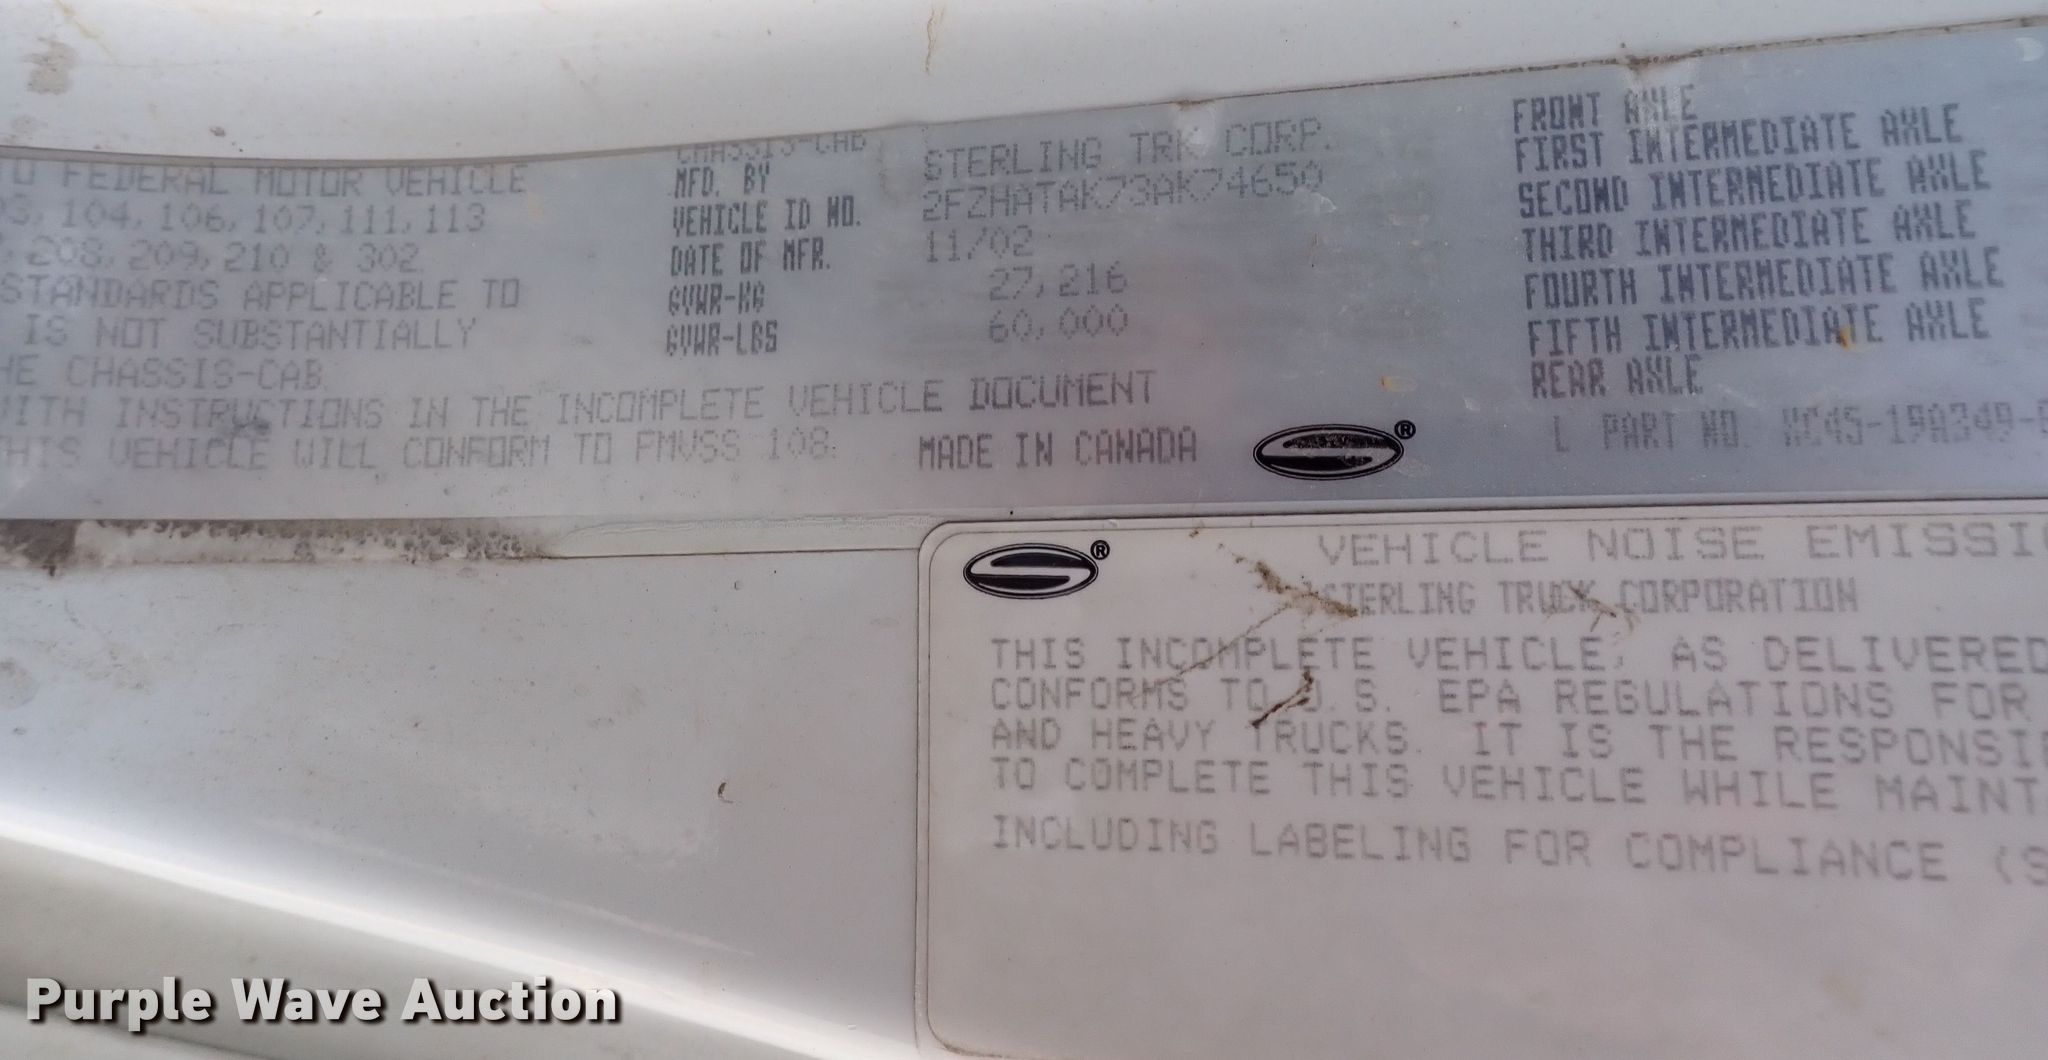 TO FEDERAL MOTOR VEHICLE
104, 106, 107, 111, 113
208, 209, 210 & 302
STANDARDS APPLICABLE TO
IS NOT SUBSTANTIALLY
HE CHASSIS-CAB
WITH INSTRUCTIONS IN THE INCOMPLETE VEHICLE DOCUMENT
THIS VEHICLE WILL CONFORM TO FMVSS 108.
CHASSIS-CAB
MFD. BY STERLING TRK CORP.
VEHICLE ID NO. 2FZHATAK73AK74650
DATE OF MFR. 11/02
GVWR-KG 27,216
GVWR-LBS 60,000
MADE IN CANADA
®
FRONT AXLE
FIRST INTERMEDIATE AXLE
SECOND INTERMEDIATE AXLE
THIRD INTERMEDIATE AXLE
FOURTH INTERMEDIATE AXLE
FIFTH INTERMEDIATE AXLE
REAR AXLE
L PART NO.
®
VEHICLE NOISE EMISSI
STERLING TRUCK CORPORATION
THIS INCOMPLETE VEHICLE, AS DELIVERED
CONFORMS TO U.S. EPA REGULATIONS FOR
AND HEAVY TRUCKS. IT IS THE RESPONSI
TO COMPLETE THIS VEHICLE WHILE MAINT
INCLUDING LABELING FOR COMPLIANCE (S
Purple Wave Auction